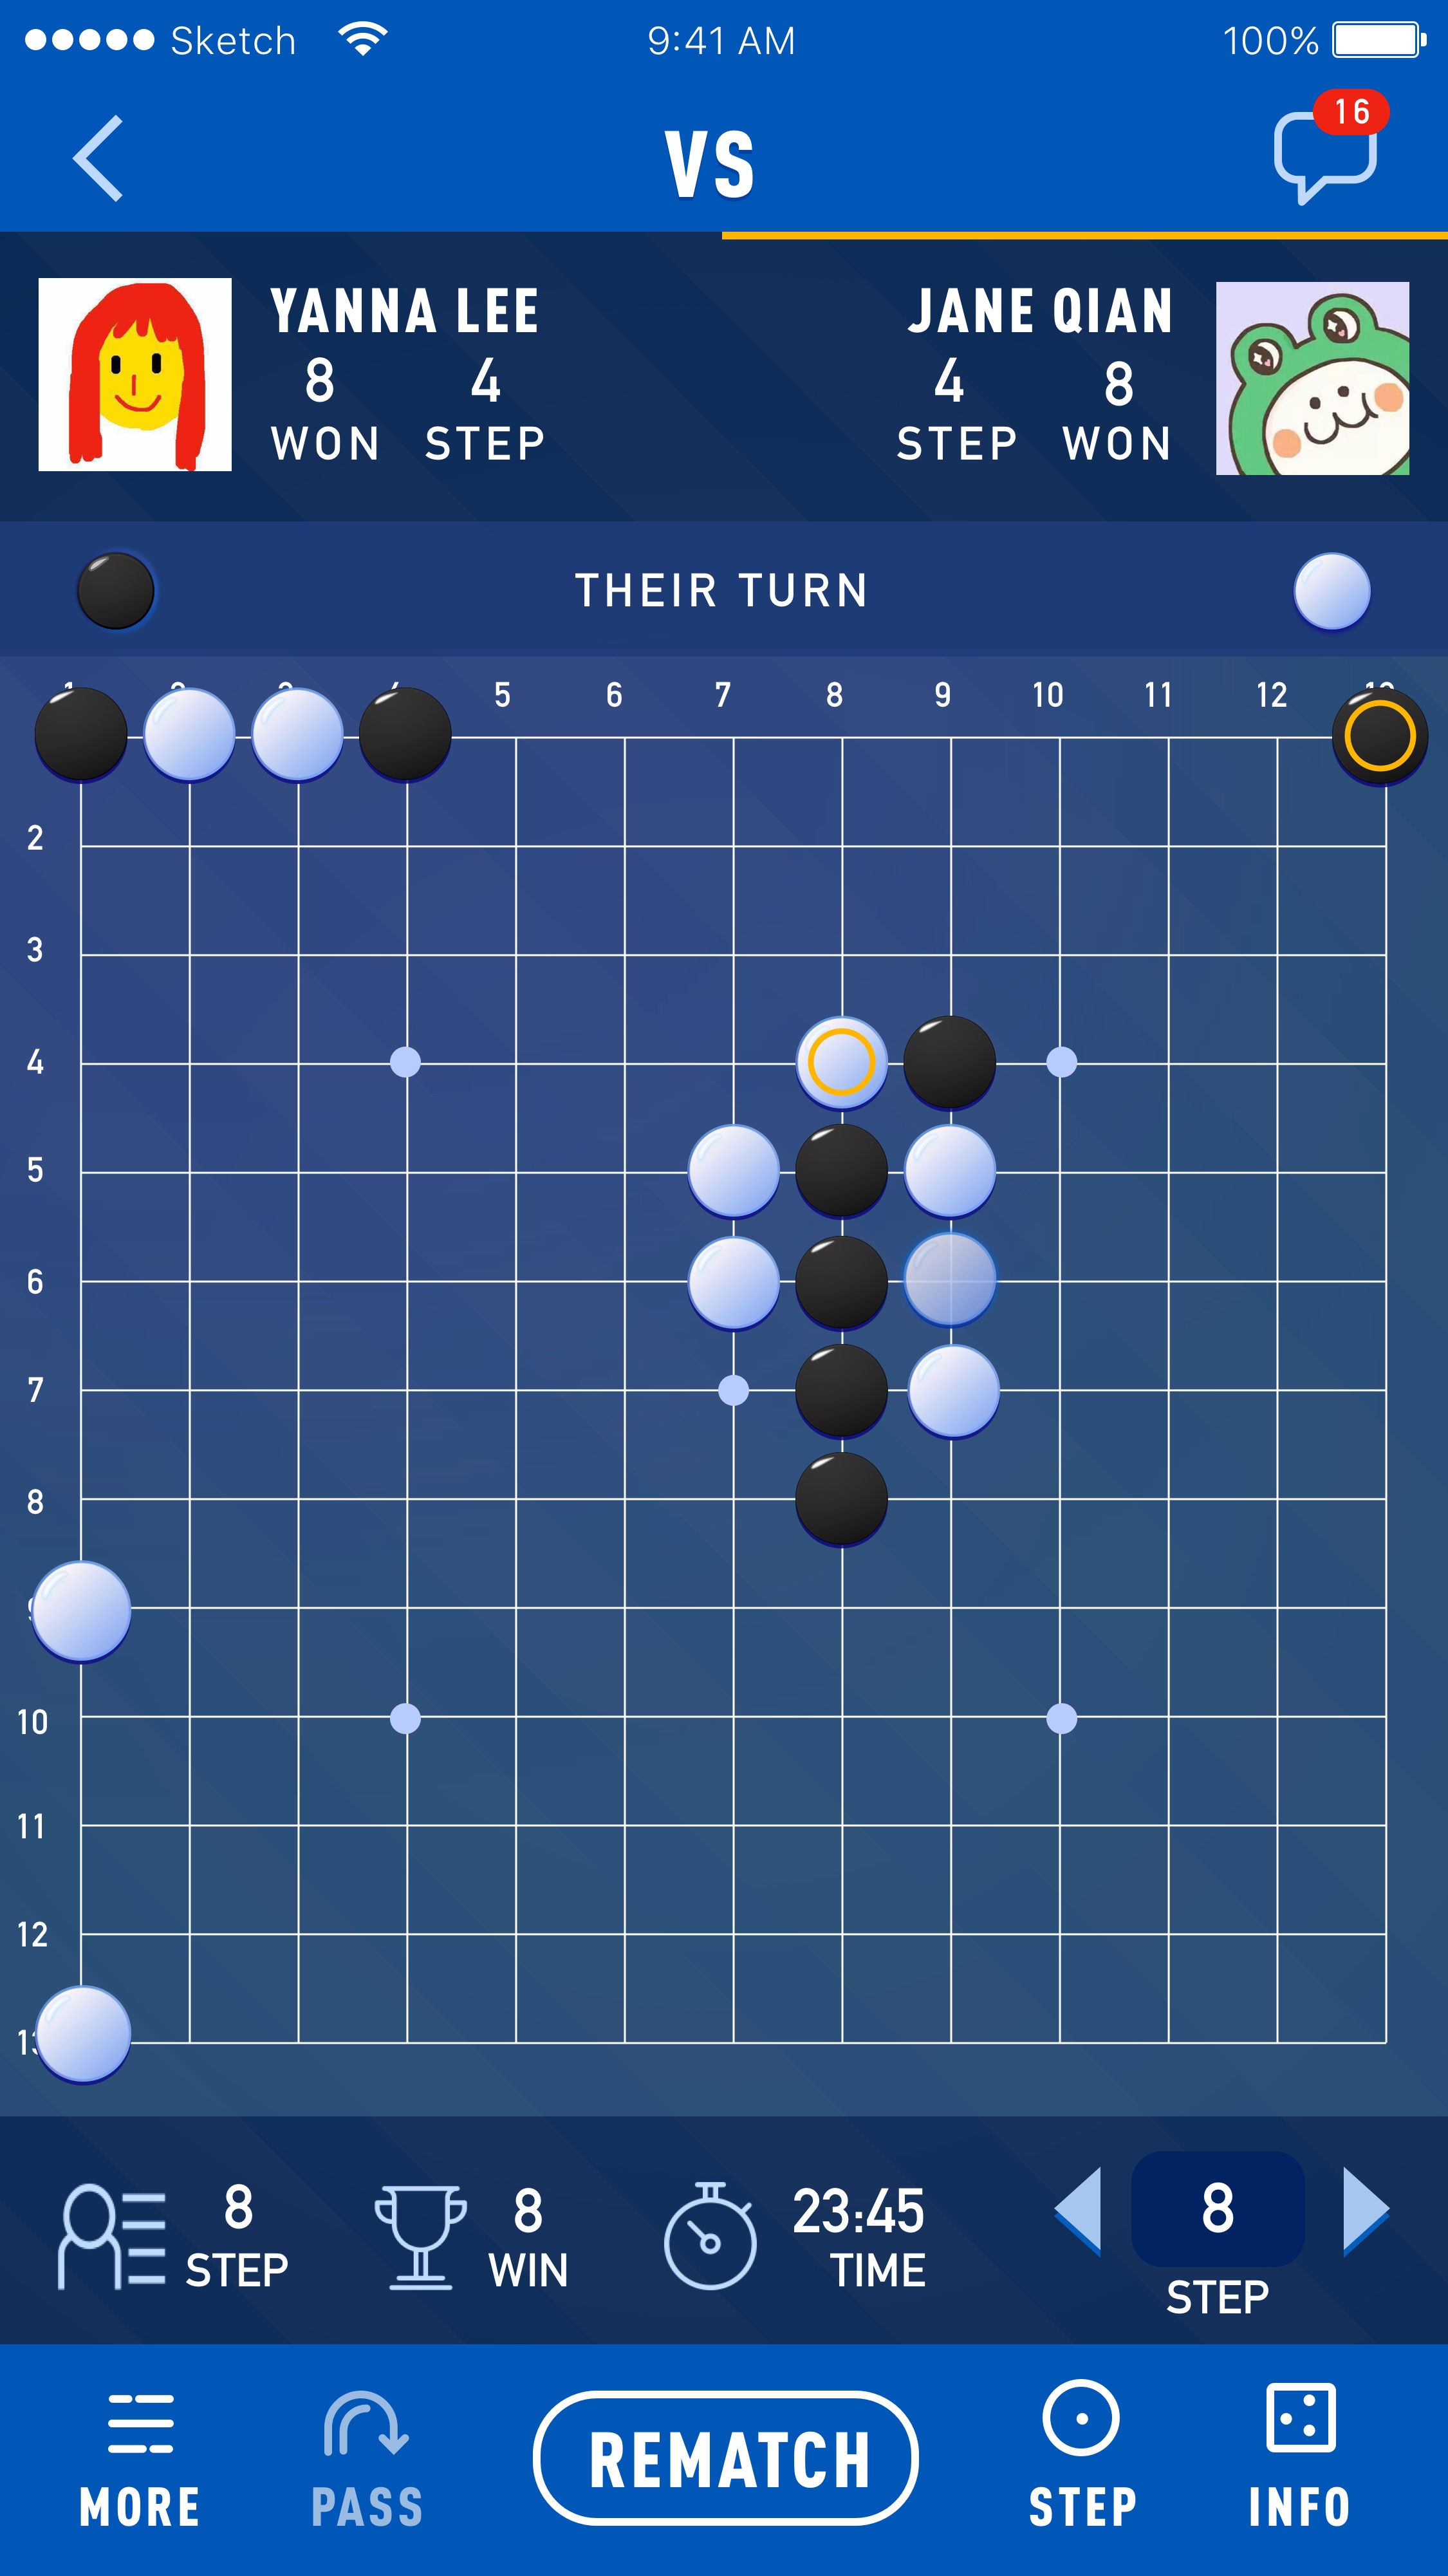 Sketch 9:41 AM 100%
16
VS
YANNA LEE
8 4
WON STEP
JANE QIAN
4 8
STEP WON
THEIR TURN
5 6 7 8 9 10 11 12
2
3
4
5
6
7
8
10
11
12
8
STEP
8
WIN
23:45
TIME
8
STEP
MORE
PASS
REMATCH
STEP
INFO